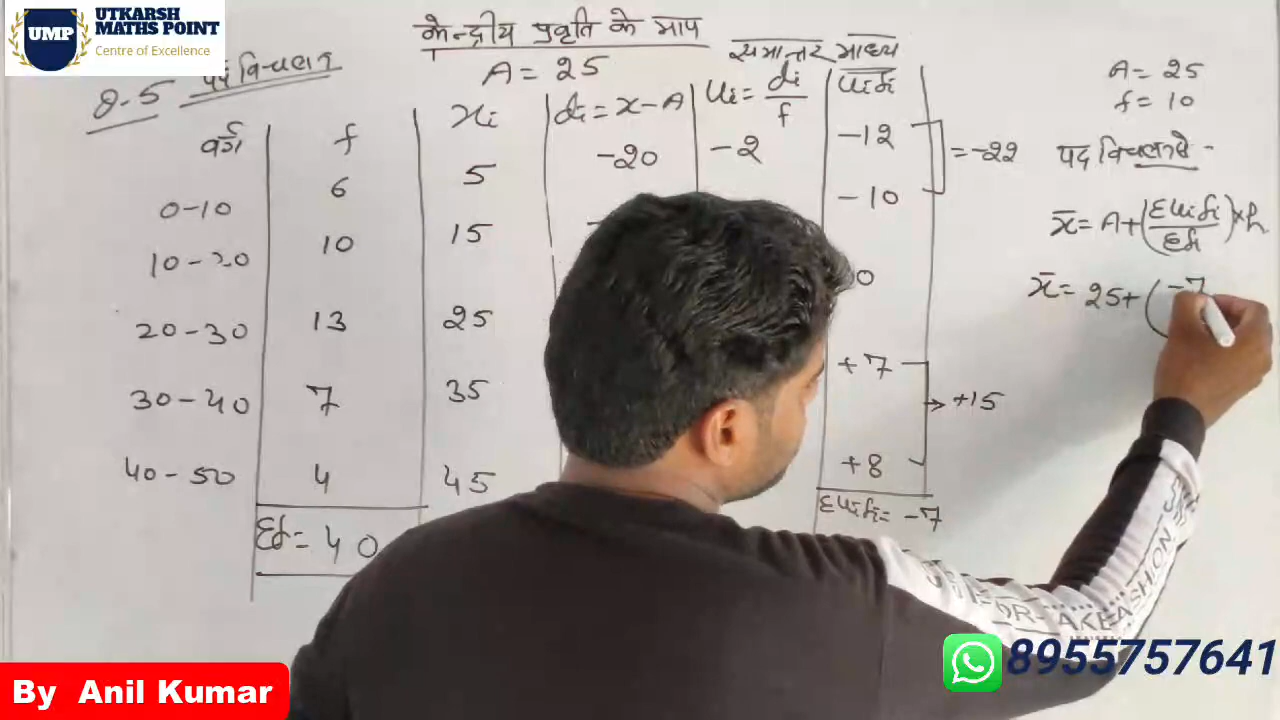 UTKARSH
MATHS POINT
Centre of Excellence
UMP
केन्द्रीय प्रवृति के माप
समान्तर माध्य
Q-5 पद विचलन
A = 25
वर्ग f xi di = x - A ui = di/f uifi
0-10 6 5 -20 -2 -12
10-20 10 15 -10
= -22
20-30 13 25 0
30-40 7 35 +7
+15
40-50 4 45 +8
Σf = 40
Σuifi = -7
A = 25
f = 10
पद विचलन से -
x̄ = A + (Σuifi/Σfi) × h
x̄ = 25 + ( -7
By Anil Kumar
8955757641